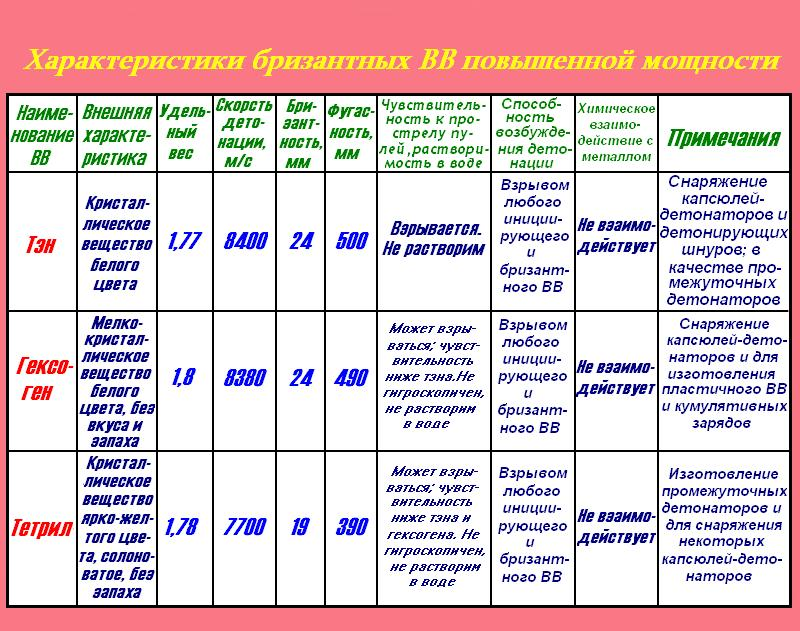 Характеристики бризантных ВВ повышенной мощности
Наиме-
нование
ВВ
Внешняя
характе-
ристика
Удель-
ный
вес
Скорсть
дето-
нации,
м/с
Бри-
зант-
ность,
мм
Фугас-
ность,
мм
Чувствитель-
ность к про-
стрелу пу-
лей ,раствори-
мость в воде
Способ-
ность
возбужде-
ния дето-
нации
Химическое
взаимо-
действие с
металлом
Примечания
Тэн
Кристал-
лическое
вещество
белого
цвета
1,77
8400
24
500
Взрывается.
Не растворим
Взрывом
любого
иниции-
рующего
и
бризант-
ного ВВ
Не взаимо-
действует
Снаряжение
капсюлей-
детонаторов и
детонирующих
шнуров; в
качестве про-
межуточных
детонаторов
Гексо-
ген
Мелко-
кристал-
лическое
вещество
белого
цвета, без
вкуса и
запаха
1,8
8380
24
490
Может взры-
ваться; чувст-
вительность
ниже тэна.Не
гигроскопичен,
не растворим
в воде
Взрывом
любого
иниции-
рующего
и
бризант-
ного ВВ
Не взаимо-
действует
Снаряжение
капсюлей-дето-
наторов и для
изготовления
пластичного ВВ
и кумулятивных
зарядов
Тетрил
Кристал-
лическое
вещество
ярко-жел-
того цве-
та, солоно-
ватое, без
запаха
1,78
7700
19
390
Может взры-
ваться; чувст-
вительность
ниже тэна и
гексогена. Не
гигроскопичен,
не растворим
в воде
Взрывом
любого
иниции-
рующего
и
бризант-
ного ВВ
Не взаимо-
действует
Изготовление
промежуточных
детонаторов и
для снаряжения
некоторых
капсюлей-дето-
наторов